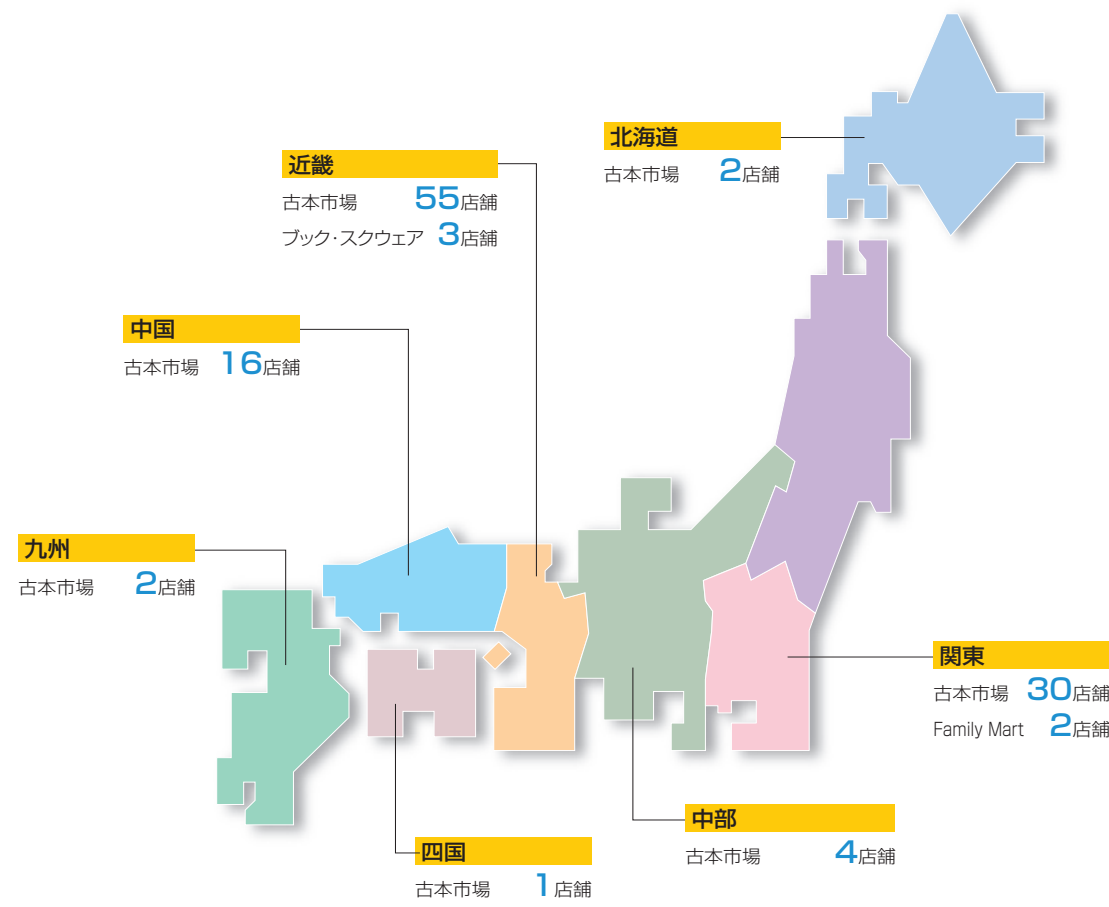 北海道
古本市場 2店舗
近畿
古本市場 55店舗
ブック・スクウェア 3店舗
中国
古本市場 16店舗
九州
古本市場 2店舗
関東
古本市場 30店舗
Family Mart 2店舗
中部
古本市場 4店舗
四国
古本市場 1店舗